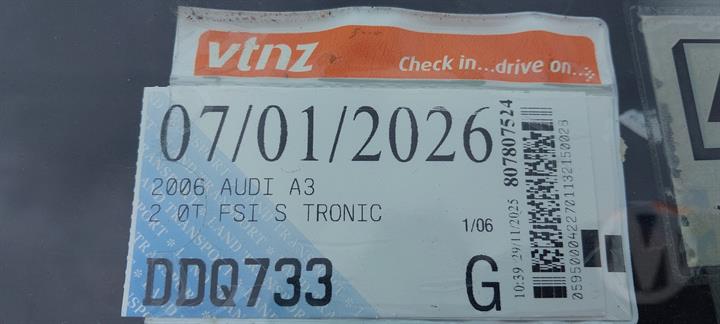 vtnz
Check in...drive on...
07/01/2026
2006 AUDI A3
2.0T FSI S TRONIC
1/06
DDQ733
G
10:39 29/11/2025
807807524